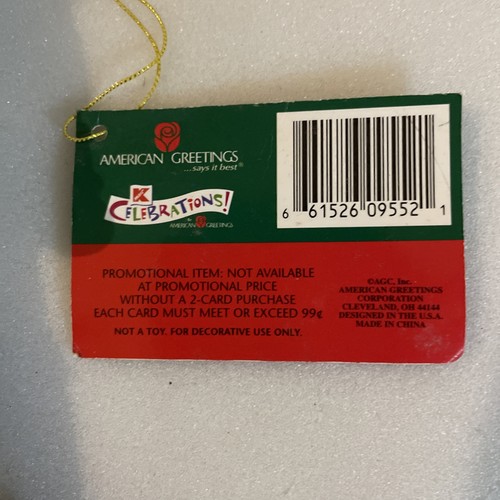 AMERICAN GREETINGS
....says it best®
K
CELEBRATIONS!
by AMERICAN GREETINGS
6 61526 09552 1
PROMOTIONAL ITEM: NOT AVAILABLE
AT PROMOTIONAL PRICE
WITHOUT A 2-CARD PURCHASE
EACH CARD MUST MEET OR EXCEED 99¢
NOT A TOY. FOR DECORATIVE USE ONLY.
©AGC, Inc.
AMERICAN GREETINGS
CORPORATION
CLEVELAND, OH 44144
DESIGNED IN THE U.S.A.
MADE IN CHINA